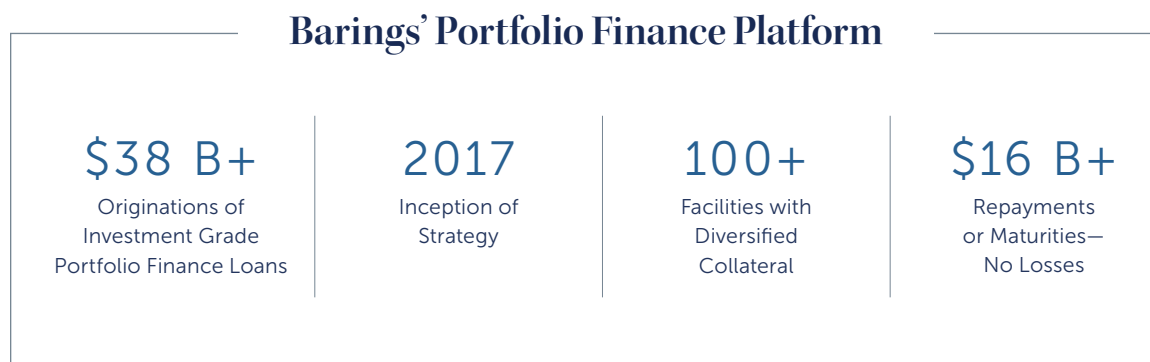 Barings’ Portfolio Finance Platform
$38 B+
Originations of
Investment Grade
Portfolio Finance Loans
2017
Inception of
Strategy
100+
Facilities with
Diversified
Collateral
$16 B+
Repayments
or Maturities—
No Losses